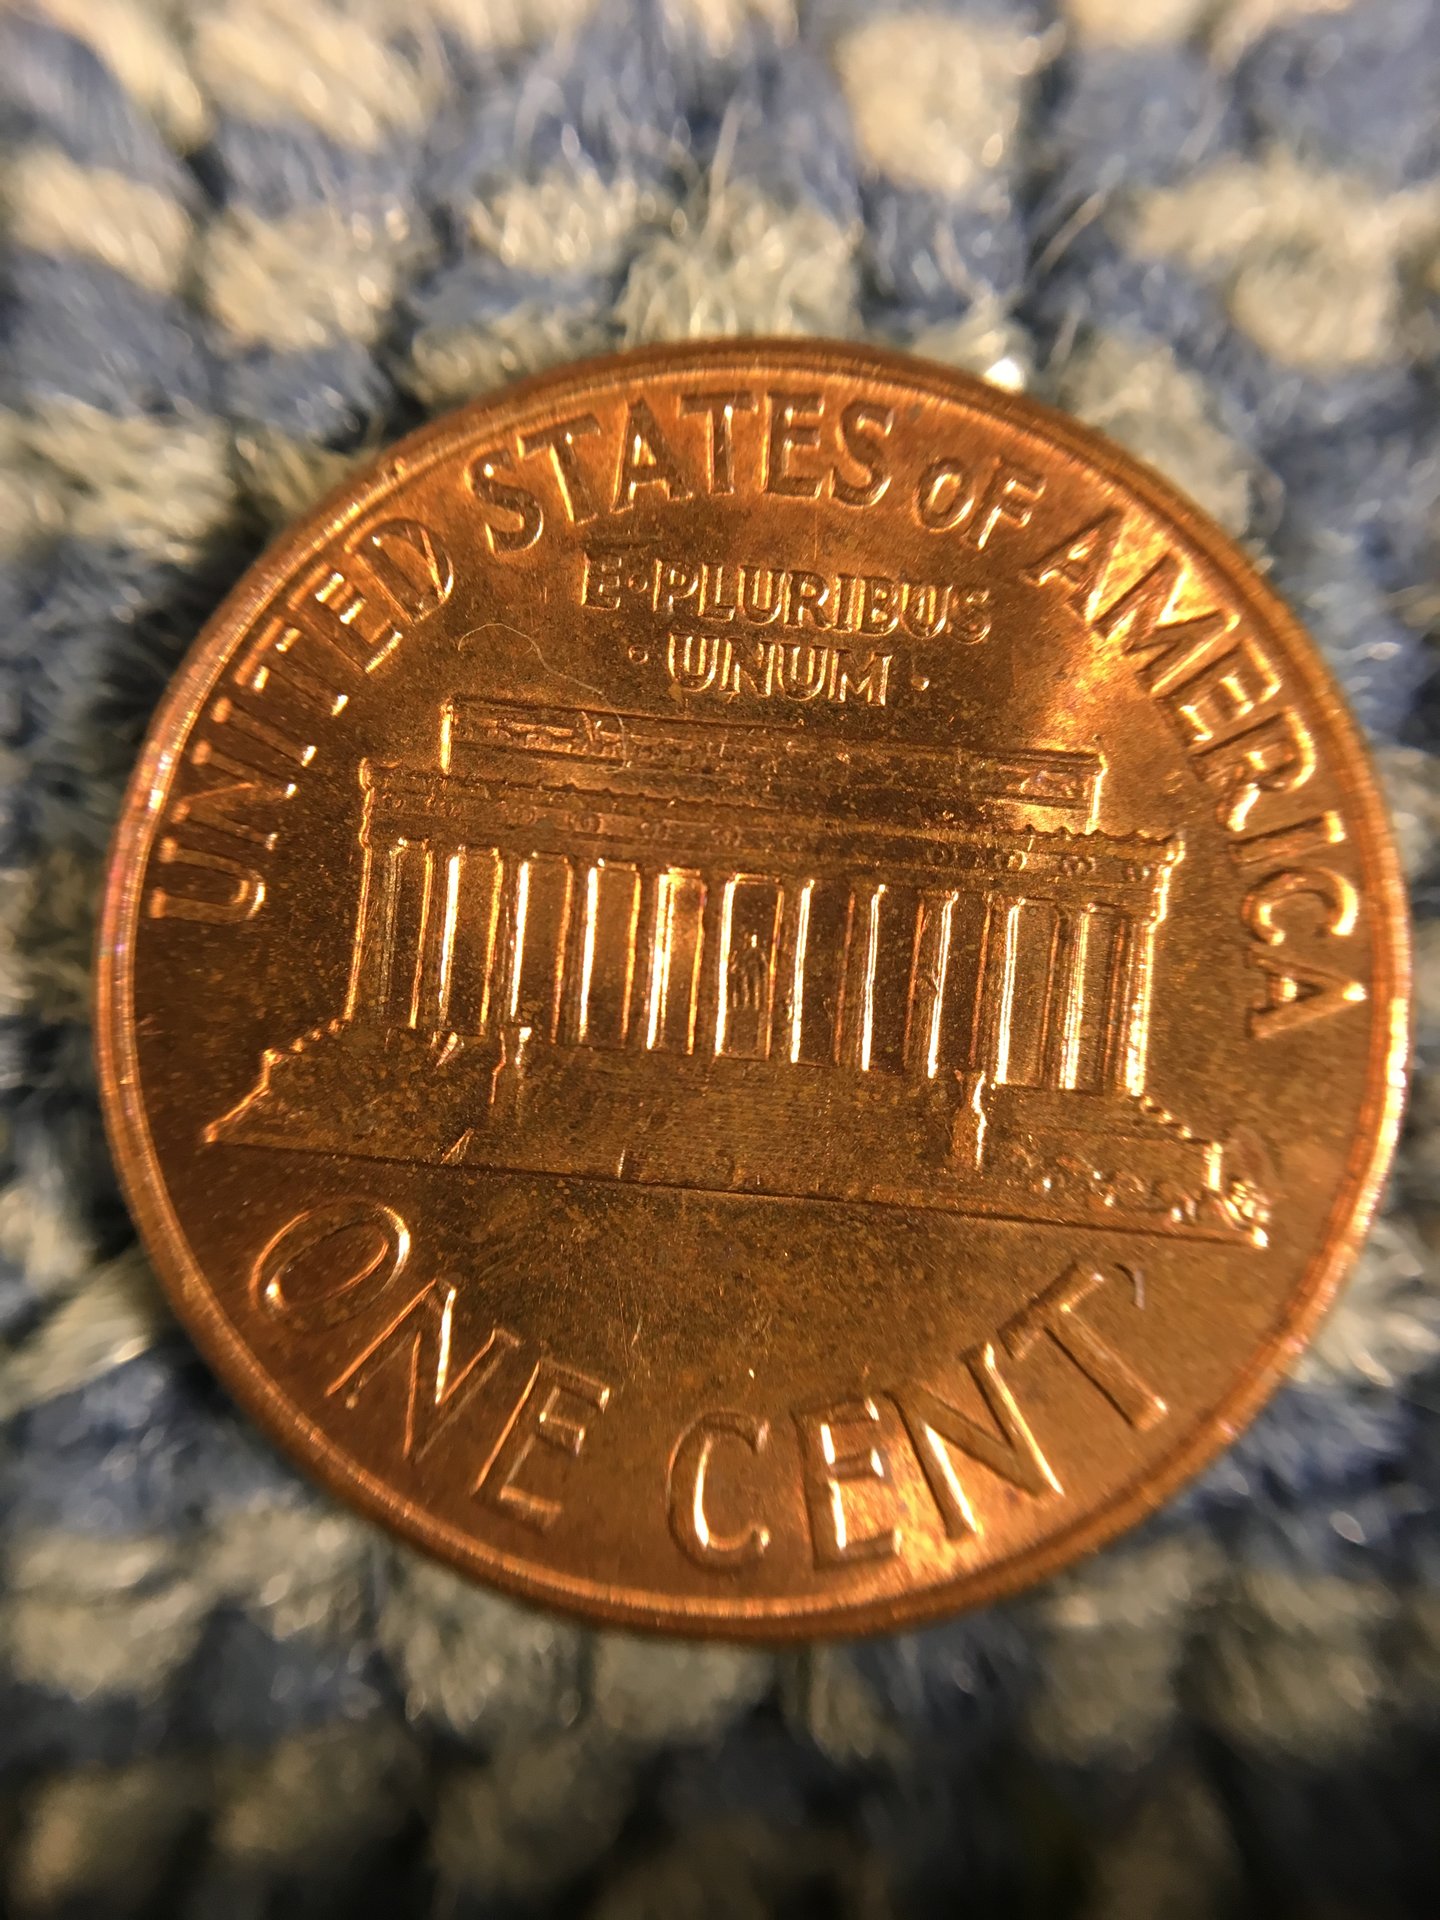 UNITED STATES OF AMERICA
E·PLURIBUS
·UNUM·
ONE CENT